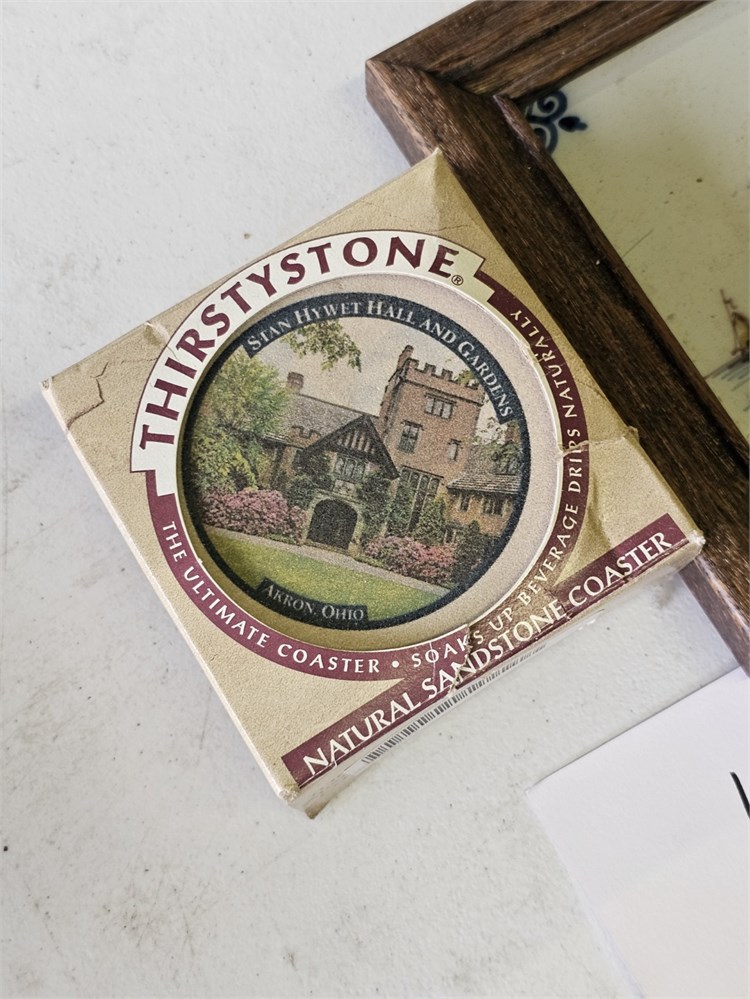 THIRSTYSTONE®
STAN HYWET HALL AND GARDENS
AKRON, OHIO
THE ULTIMATE COASTER • SOAKS UP BEVERAGE DRIPS NATURALLY
NATURAL SANDSTONE COASTER